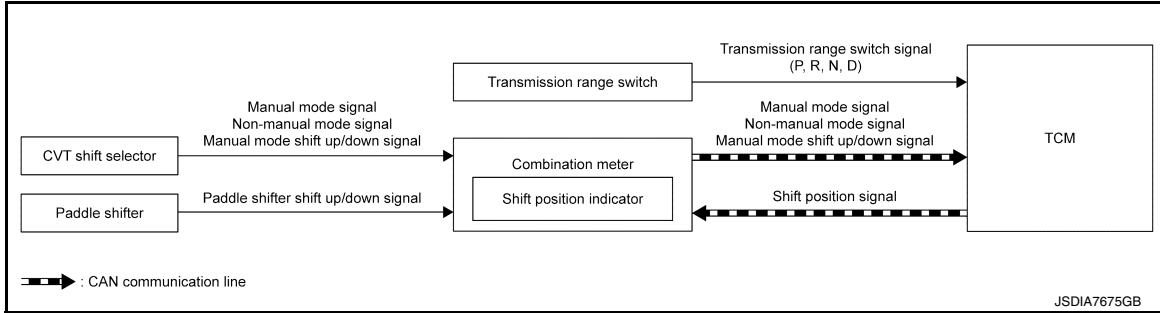 Transmission range switch signal
(P, R, N, D)
Transmission range switch
Manual mode signal
Non-manual mode signal
Manual mode shift up/down signal
Manual mode signal
Non-manual mode signal
Manual mode shift up/down signal
TCM
CVT shift selector
Combination meter
Shift position indicator
Paddle shifter
Paddle shifter shift up/down signal
Shift position signal
: CAN communication line
JSDIA7675GB